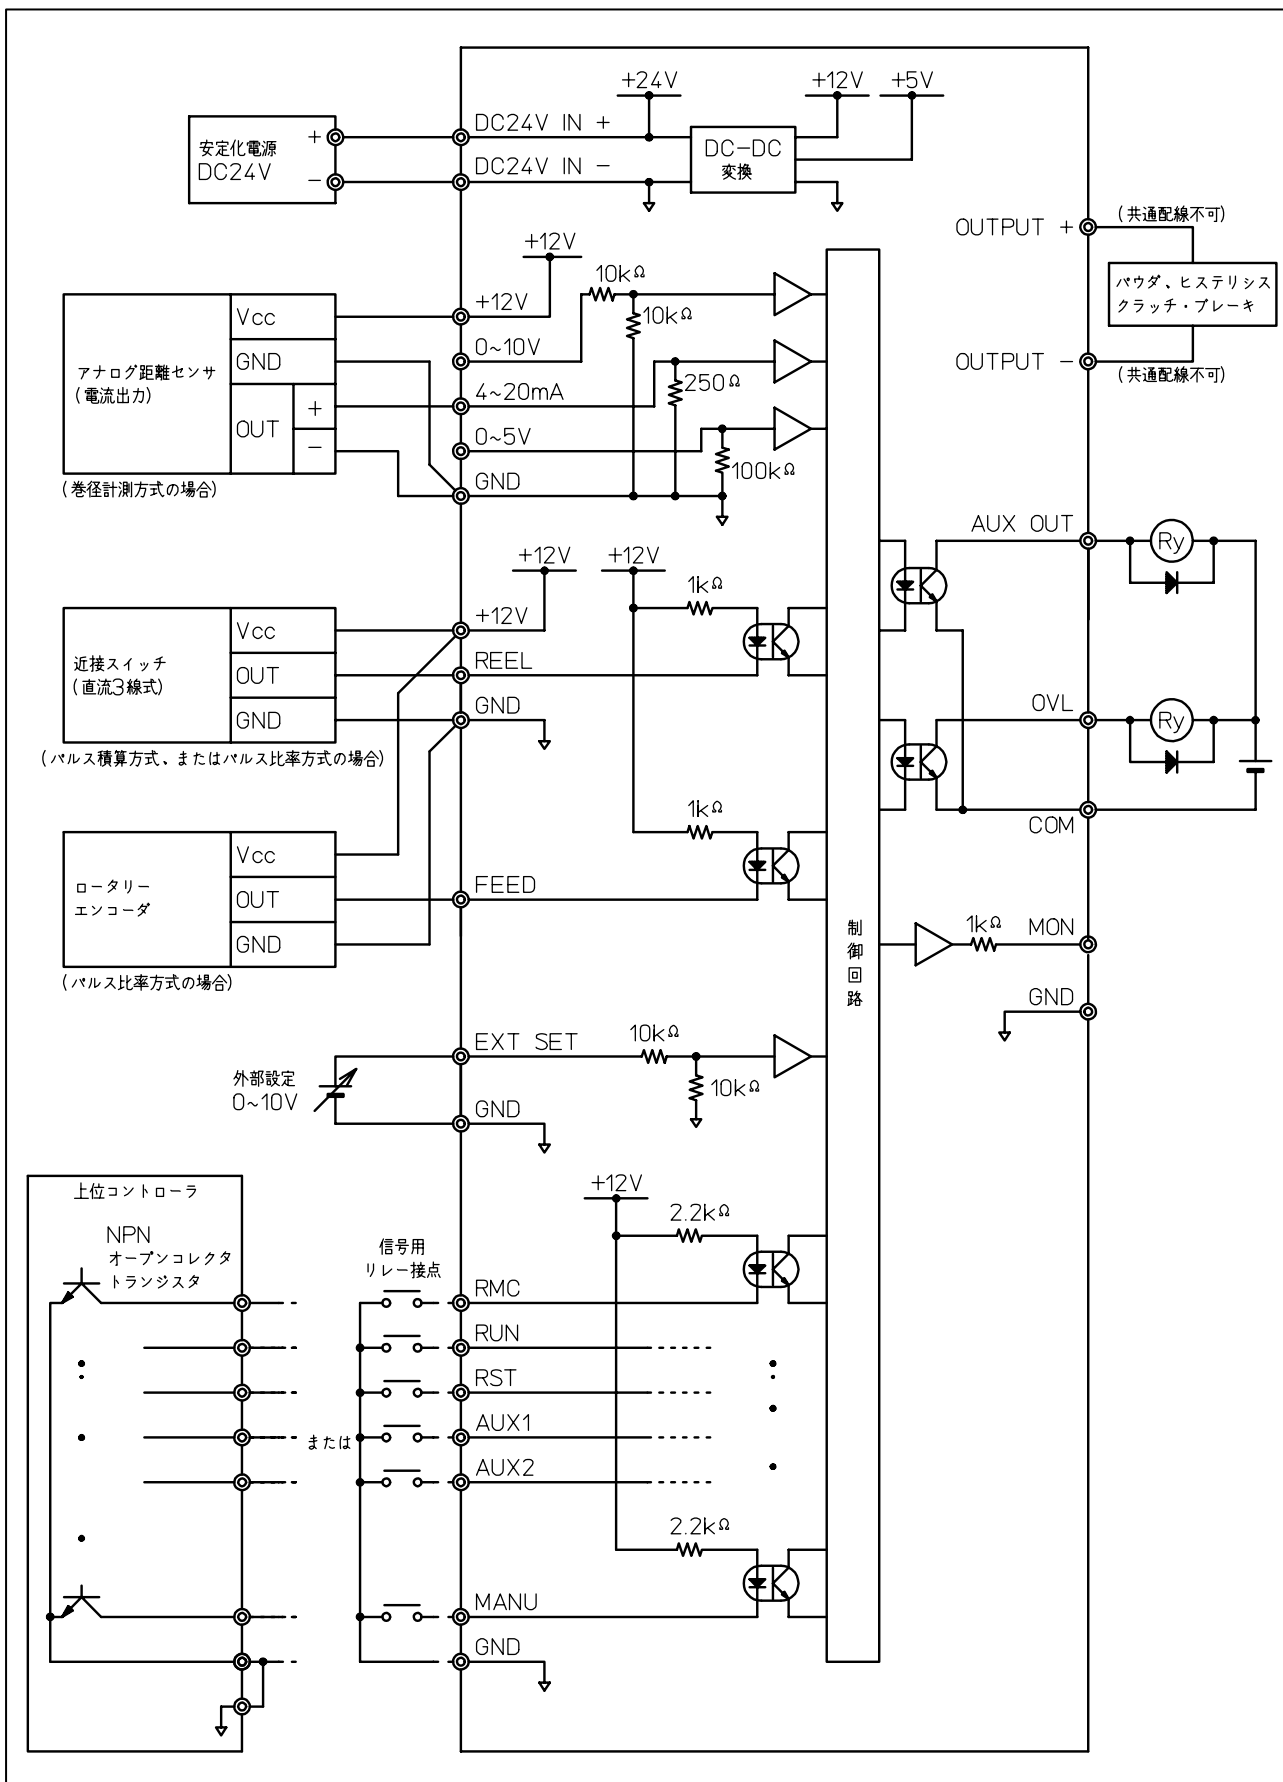 +24V
+12V
+5V
安定化電源
DC24V
+
−
DC24V IN +
DC24V IN −
DC−DC
変換
OUTPUT +
(共通配線不可)
パウダ、ヒステリシス
クラッチ・ブレーキ
OUTPUT −
(共通配線不可)
+12V
10kΩ
10kΩ
250Ω
100kΩ
アナログ距離センサ
(電流出力)
Vcc
GND
OUT
+
−
(巻径計測方式の場合)
+12V
0~10V
4~20mA
0~5V
GND
AUX OUT
Ry
+12V
+12V
1kΩ
近接スイッチ
(直流3線式)
Vcc
OUT
GND
(パルス積算方式、またはパルス比率方式の場合)
+12V
REEL
GND
OVL
Ry
COM
1kΩ
ロータリー
エンコーダ
Vcc
OUT
GND
(パルス比率方式の場合)
FEED
制
御
回
路
1kΩ
MON
GND
外部設定
0~10V
EXT SET
10kΩ
10kΩ
GND
上位コントローラ
NPN
オープンコレクタ
トランジスタ
または
信号用
リレー接点
+12V
2.2kΩ
RMC
RUN
RST
AUX1
AUX2
2.2kΩ
MANU
GND